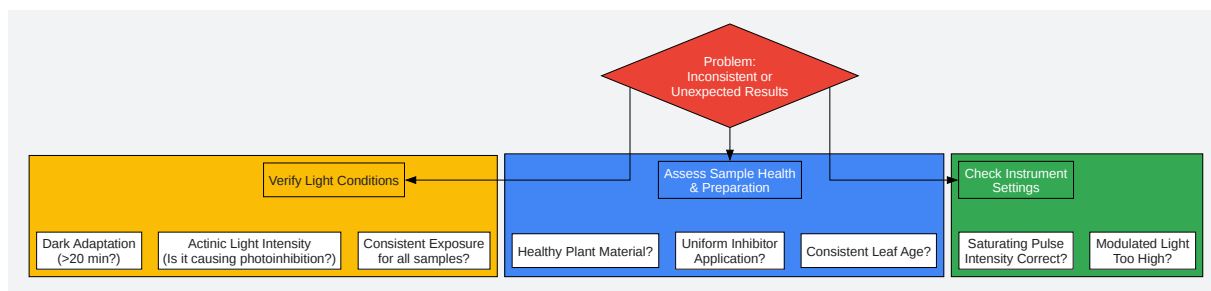 Problem:
Inconsistent or
Unexpected Results
Verify Light Conditions
Assess Sample Health
& Preparation
Check Instrument
Settings
Dark Adaptation
(>20 min?)
Actinic Light Intensity
(Is it causing photoinhibition?)
Consistent Exposure
for all samples?
Healthy Plant Material?
Uniform Inhibitor
Application?
Consistent Leaf Age?
Saturating Pulse
Intensity Correct?
Modulated Light
Too High?